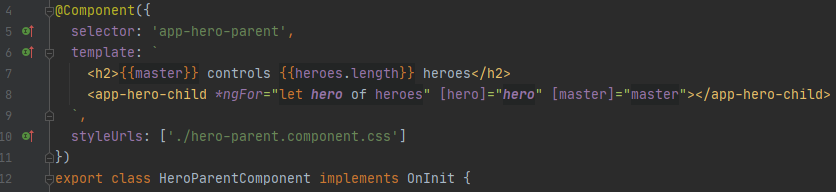 4 @Component({
5 selector: 'app-hero-parent',
6 template: `
7 <h2>{{master}} controls {{heroes.length}} heroes</h2>
8 <app-hero-child *ngFor="let hero of heroes" [hero]="hero" [master]="master"></app-hero-child>
9 `,
10 styleUrls: ['./hero-parent.component.css']
11 })
12 export class HeroParentComponent implements OnInit {